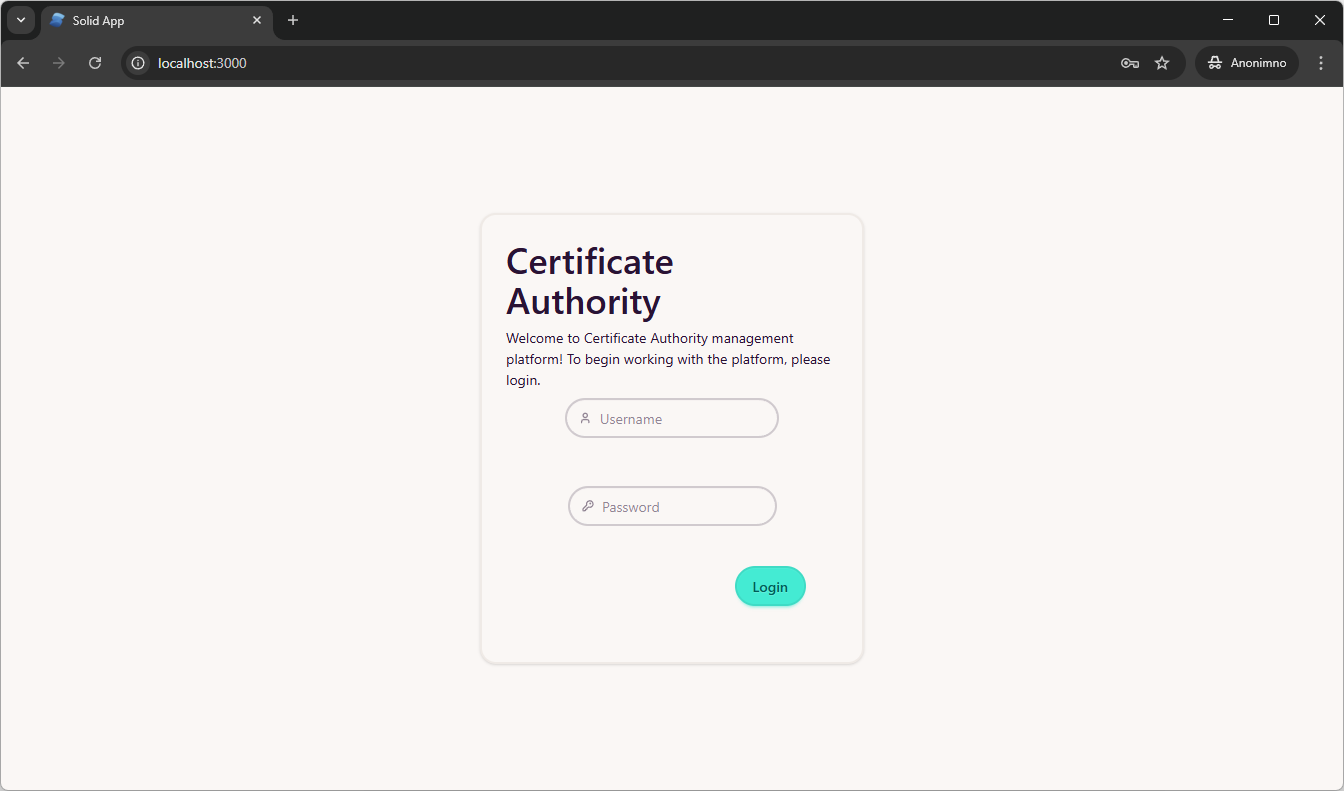 Solid App
localhost:3000
Anonimno
Certificate
Authority
Welcome to Certificate Authority management
platform! To begin working with the platform, please
login.
Username
Password
Login